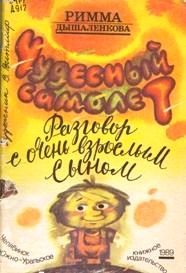 РИММА
ДЫШАЛЕНКОВА
Чудесный
самолет
Разговор
с очень взрослым
сыном
Челябинск
Южно-Уральское
книжное
издательство
1989